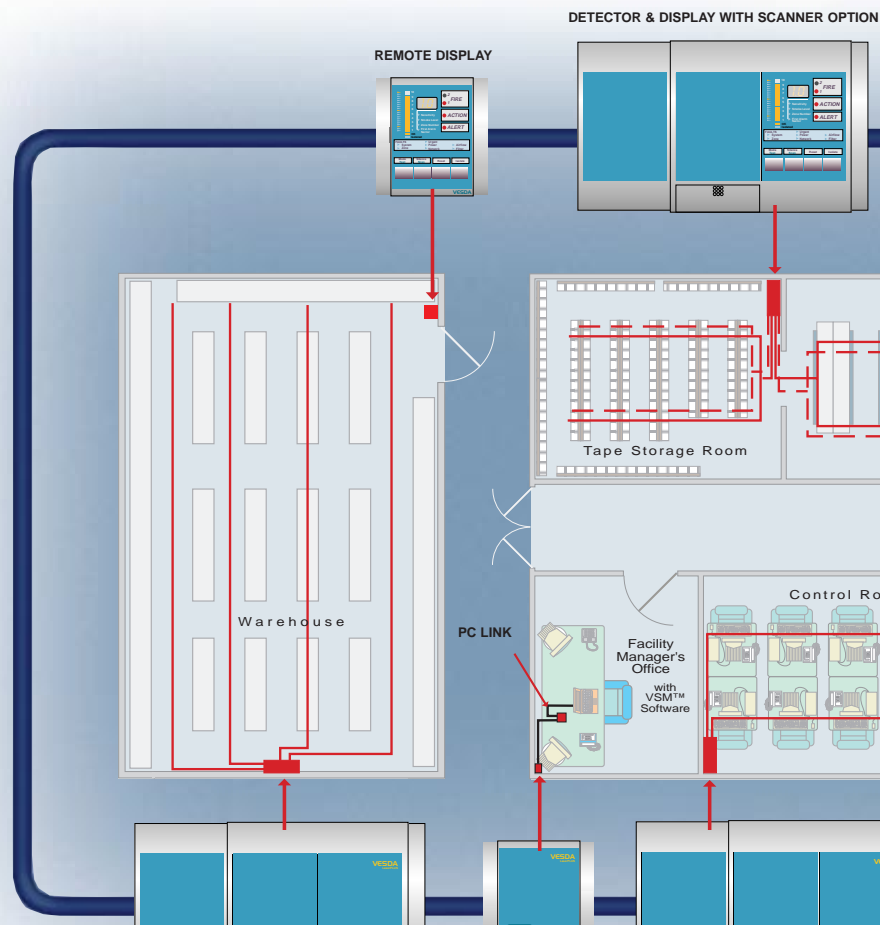 DETECTOR & DISPLAY WITH SCANNER OPTION
REMOTE DISPLAY
FIRE
ACTION
ALERT
VESDA
FIRE
ACTION
ALERT
Tape Storage Room
Warehouse
PC LINK
Facility
Manager's
Office
with
VSM™
Software
Control Ro
VESDA
VESDA